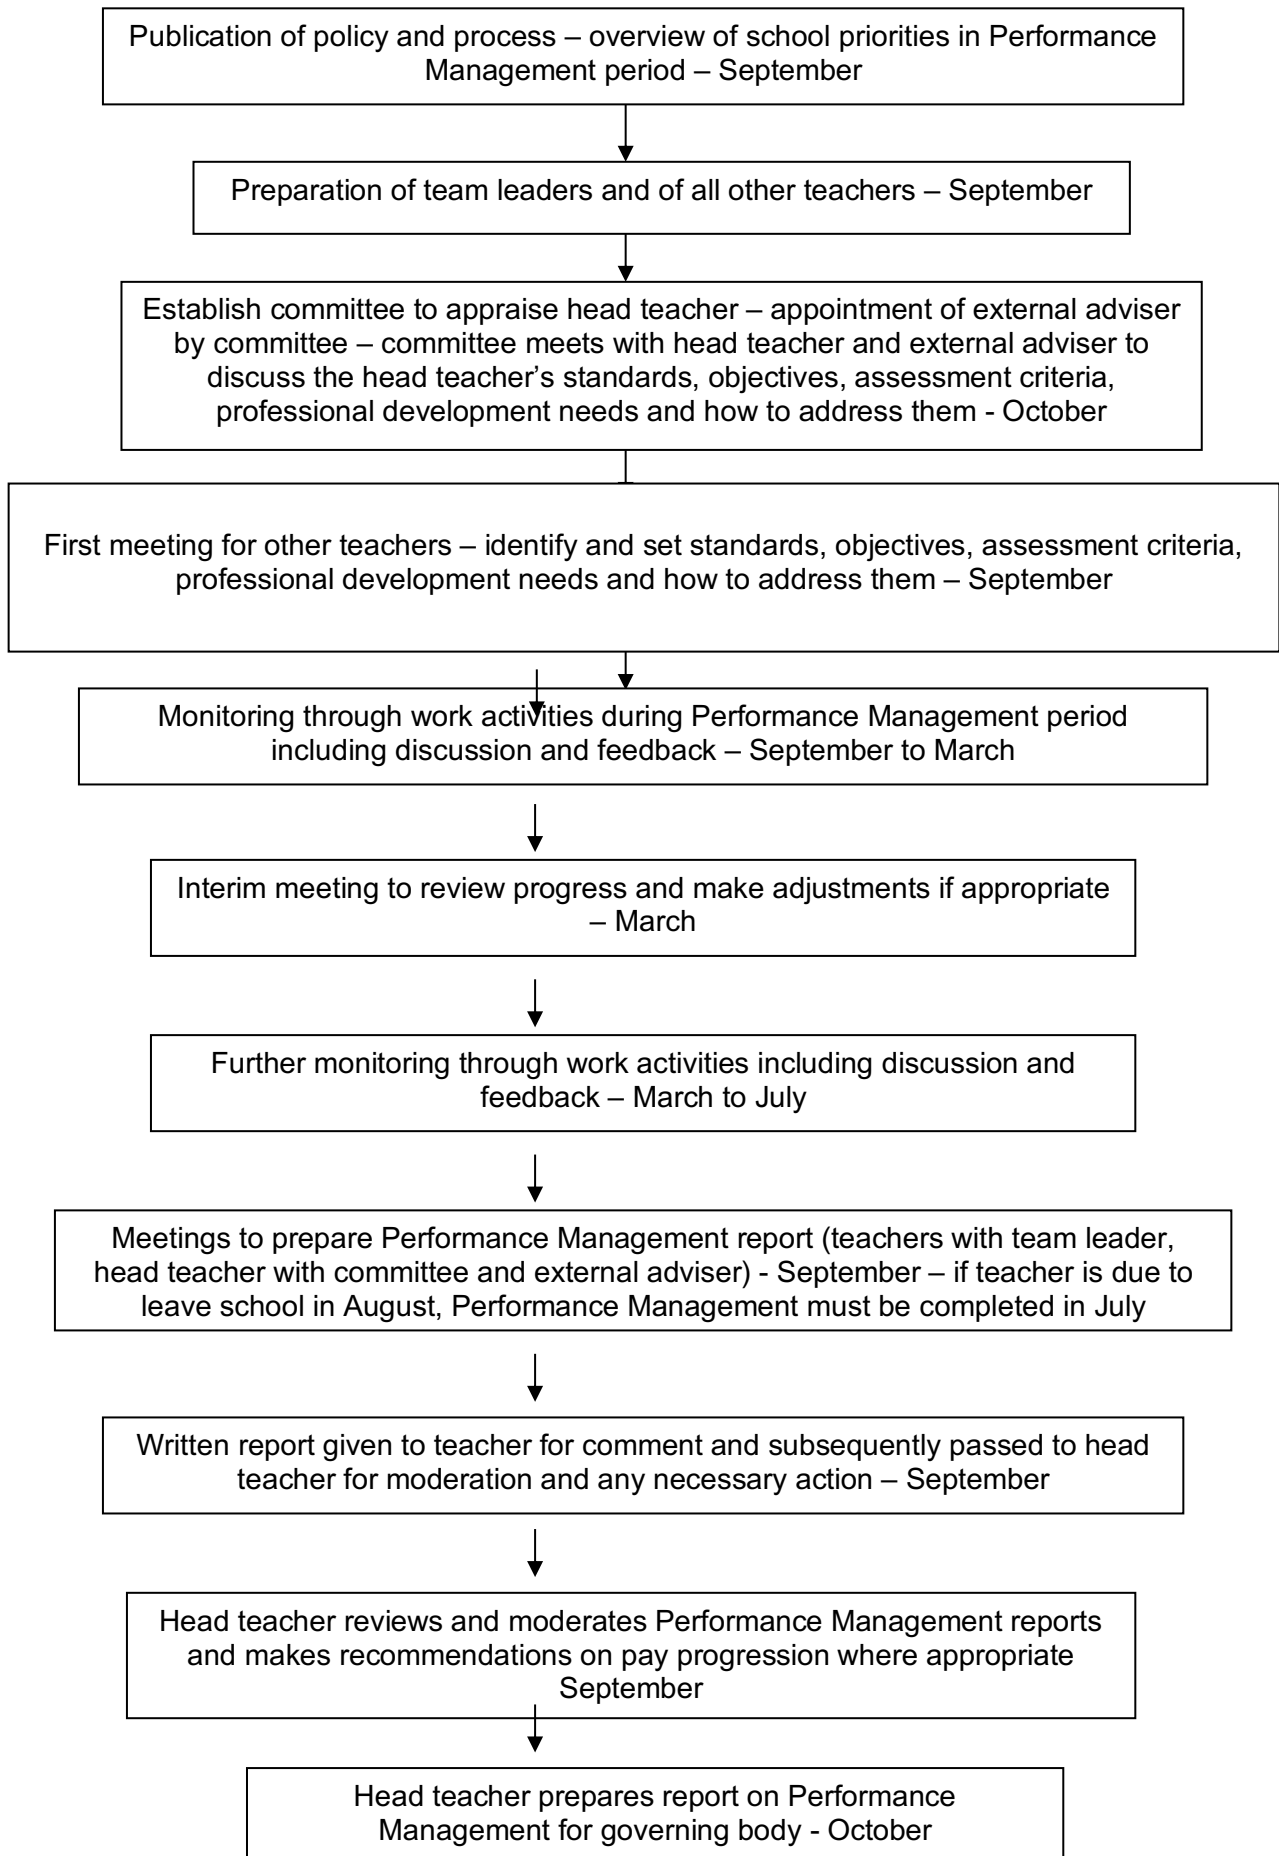 Publication of policy and process – overview of school priorities in Performance
Management period – September
Preparation of team leaders and of all other teachers – September
Establish committee to appraise head teacher – appointment of external adviser
by committee – committee meets with head teacher and external adviser to
discuss the head teacher’s standards, objectives, assessment criteria,
professional development needs and how to address them - October
First meeting for other teachers – identify and set standards, objectives, assessment criteria,
professional development needs and how to address them – September
Monitoring through work activities during Performance Management period
including discussion and feedback – September to March
Interim meeting to review progress and make adjustments if appropriate
– March
Further monitoring through work activities including discussion and
feedback – March to July
Meetings to prepare Performance Management report (teachers with team leader,
head teacher with committee and external adviser) - September – if teacher is due to
leave school in August, Performance Management must be completed in July
Written report given to teacher for comment and subsequently passed to head
teacher for moderation and any necessary action – September
Head teacher reviews and moderates Performance Management reports
and makes recommendations on pay progression where appropriate
September
Head teacher prepares report on Performance
Management for governing body - October